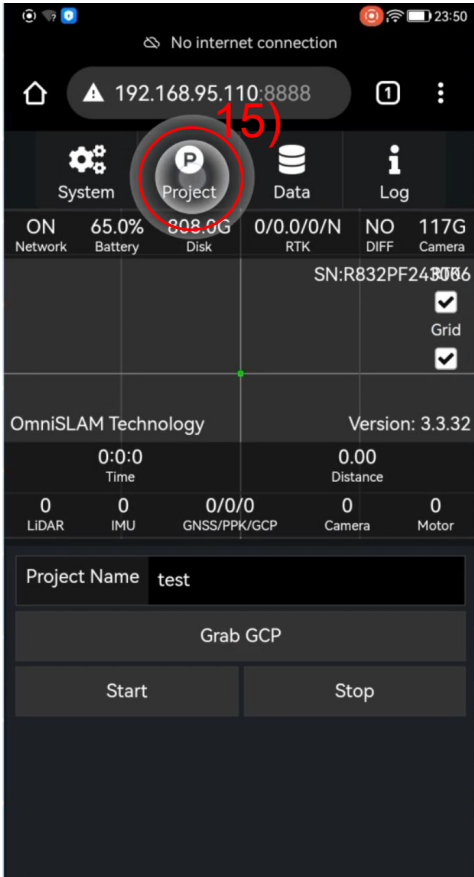 23:50
No internet connection
192.168.95.110:8888
1
15)
P
System Project Data Log
ON 65.0% 808.0G 0/0.0/0/N NO 117G
Network Battery Disk RTK DIFF Camera
SN:R832PF243006
Grid
OmniSLAM Technology Version: 3.3.32
0:0:0 0.00
Time Distance
0 0 0/0/0 0 0
LiDAR IMU GNSS/PPK/GCP Camera Motor
Project Name test
Grab GCP
Start Stop